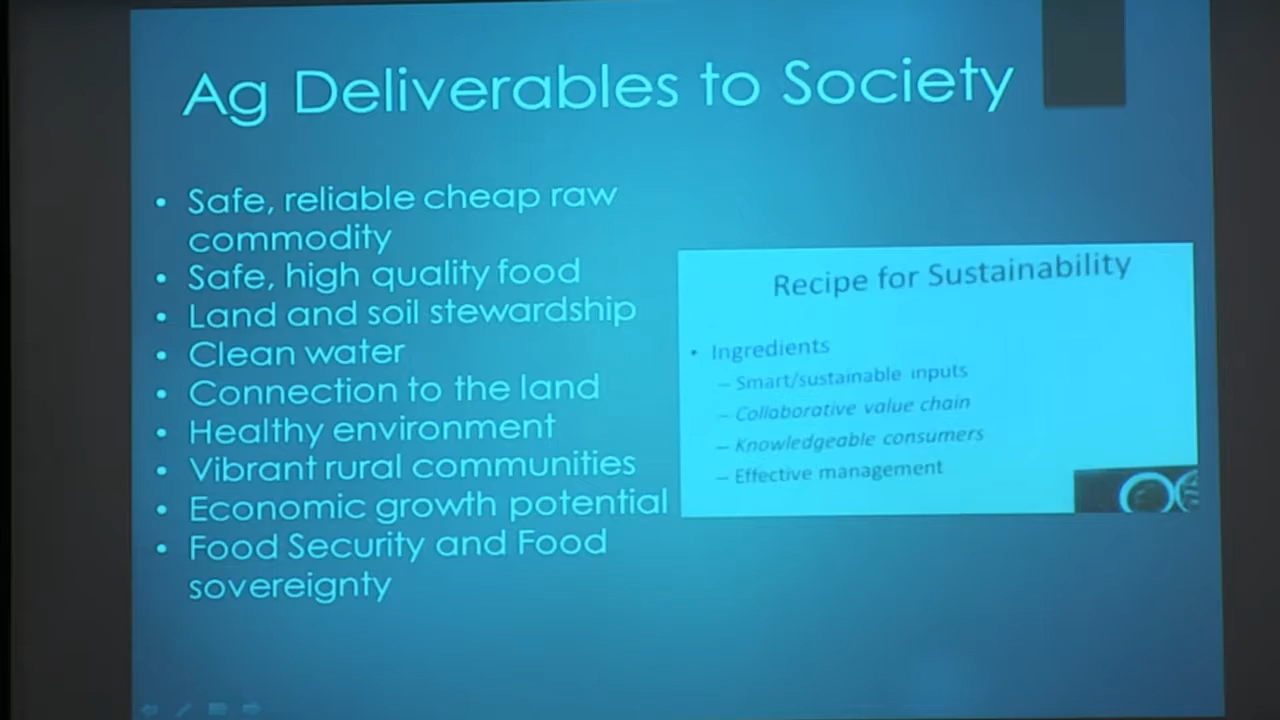 Ag Deliverables to Society
• Safe, reliable cheap raw
commodity
• Safe, high quality food
• Land and soil stewardship
• Clean water
• Connection to the land
• Healthy environment
• Vibrant rural communities
• Economic growth potential
• Food Security and Food
sovereignty
Recipe for Sustainability
• Ingredients
– Smart/sustainable inputs
– Collaborative value chain
– Knowledgeable consumers
– Effective management